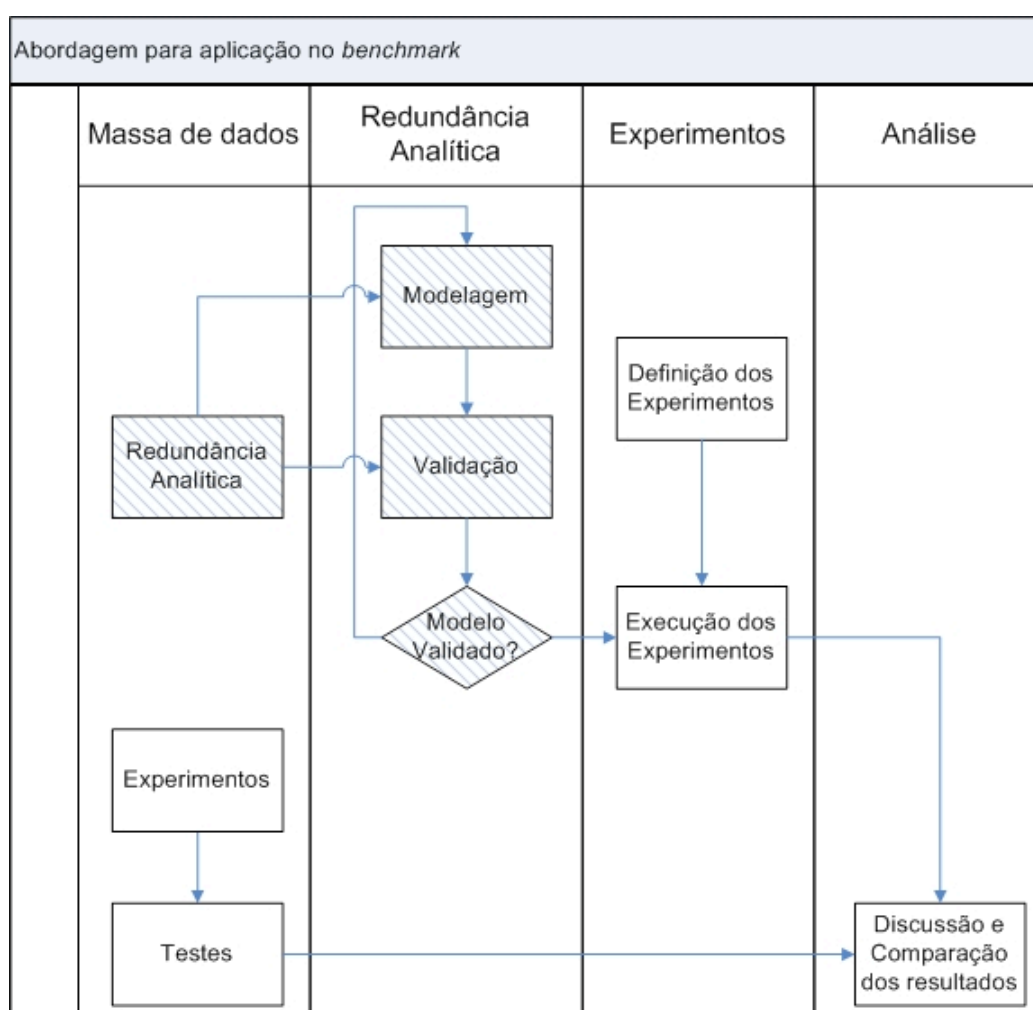 Abordagem para aplicação no benchmark
Massa de dados
Redundância
Analítica
Experimentos
Análise
Modelagem
Definição dos
Experimentos
Redundância
Analítica
Validação
Modelo
Validado?
Execução dos
Experimentos
Experimentos
Testes
Discussão e
Comparação
dos resultados